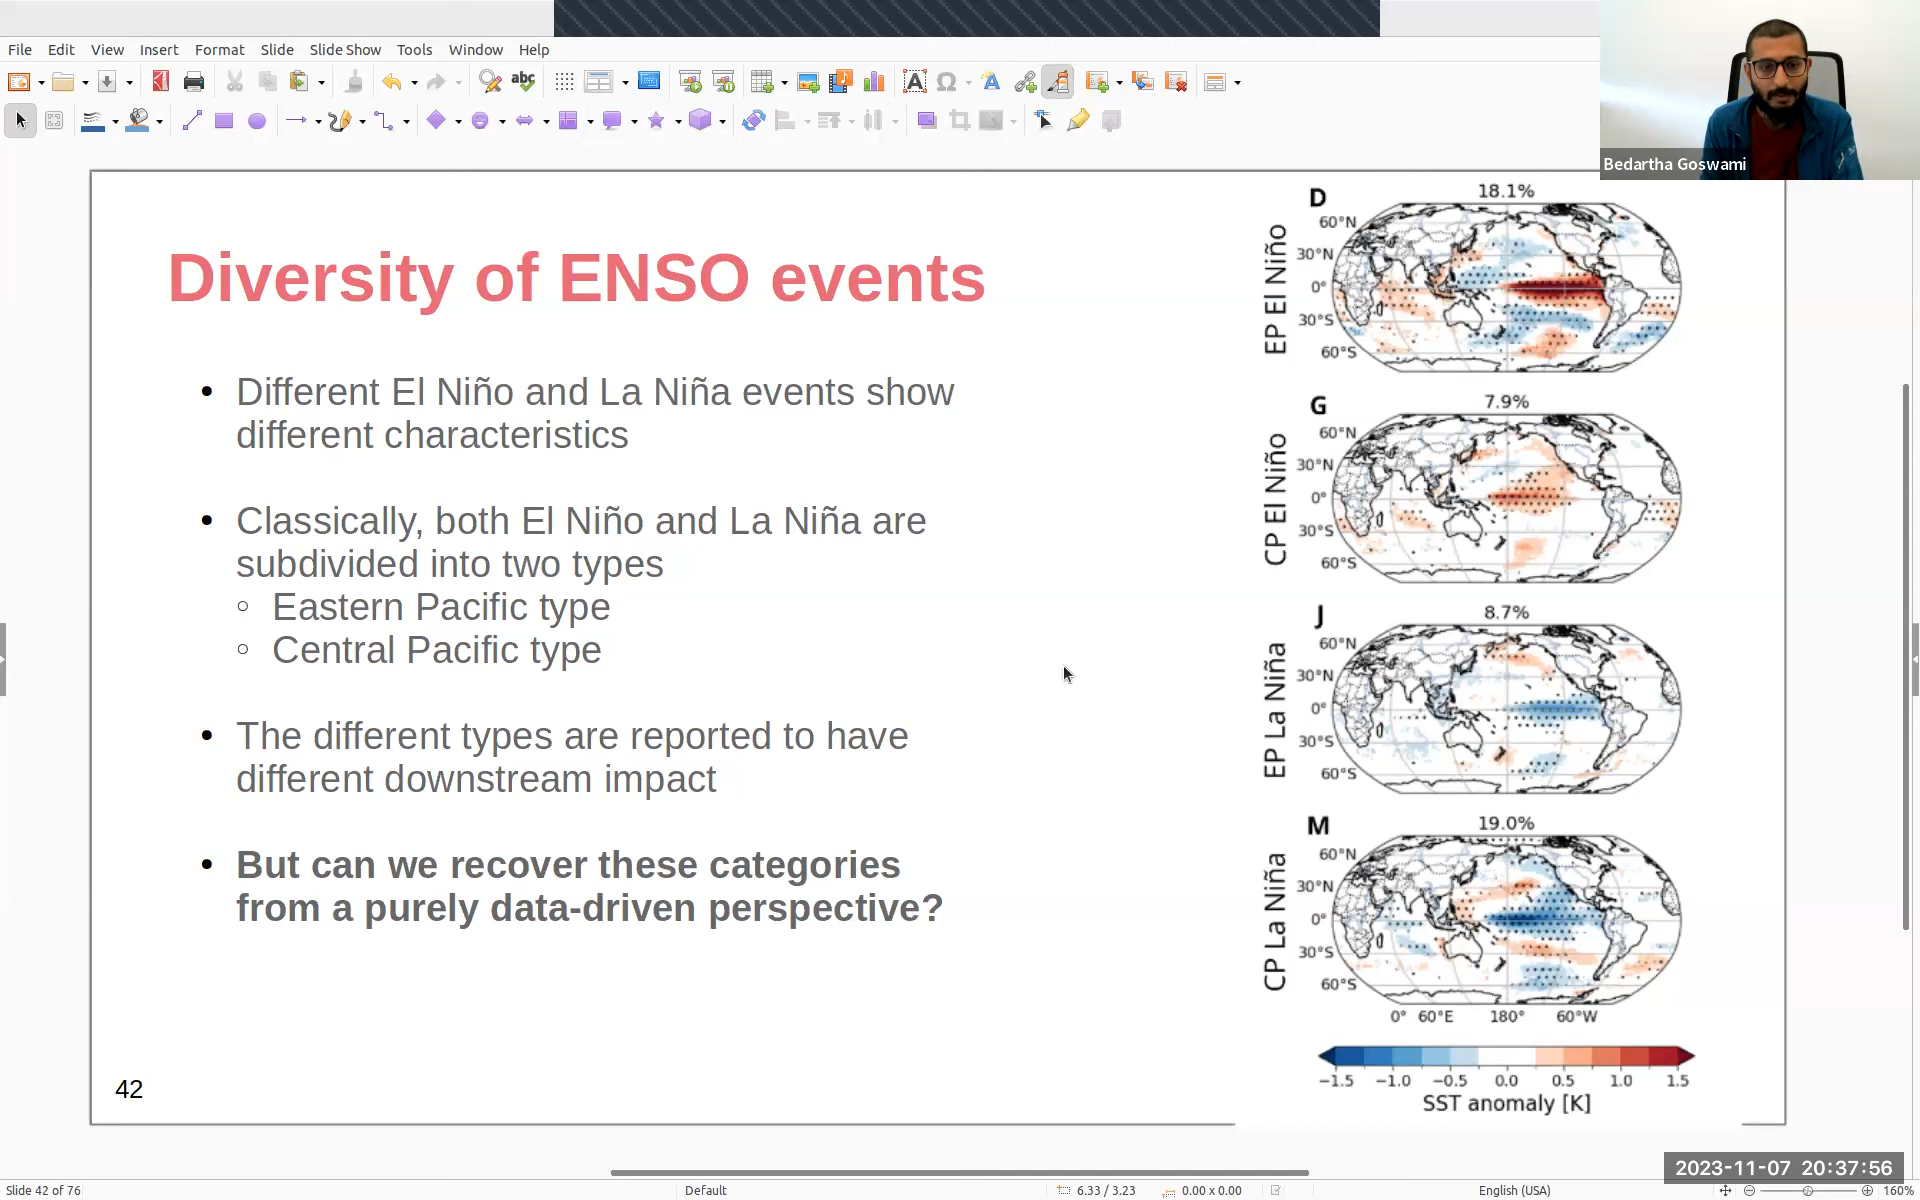 File Edit View Insert Format Slide Slide Show Tools Window Help
Bedartha Goswami
Diversity of ENSO events
• Different El Niño and La Niña events show
different characteristics
• Classically, both El Niño and La Niña are
subdivided into two types
○ Eastern Pacific type
○ Central Pacific type
• The different types are reported to have
different downstream impact
• But can we recover these categories
from a purely data-driven perspective?
42
D
18.1%
EP El Niño
60°N
30°N
0°
30°S
60°S
G
7.9%
CP El Niño
60°N
30°N
0°
30°S
60°S
J
8.7%
EP La Niña
60°N
30°N
0°
30°S
60°S
M
19.0%
CP La Niña
60°N
30°N
0°
30°S
60°S
0° 60°E 180° 60°W
−1.5 −1.0 −0.5 0.0 0.5 1.0 1.5
SST anomaly [K]
2023-11-07 20:37:56
Slide 42 of 76 Default 6.33 / 3.23 0.00 x 0.00 English (USA) 160%